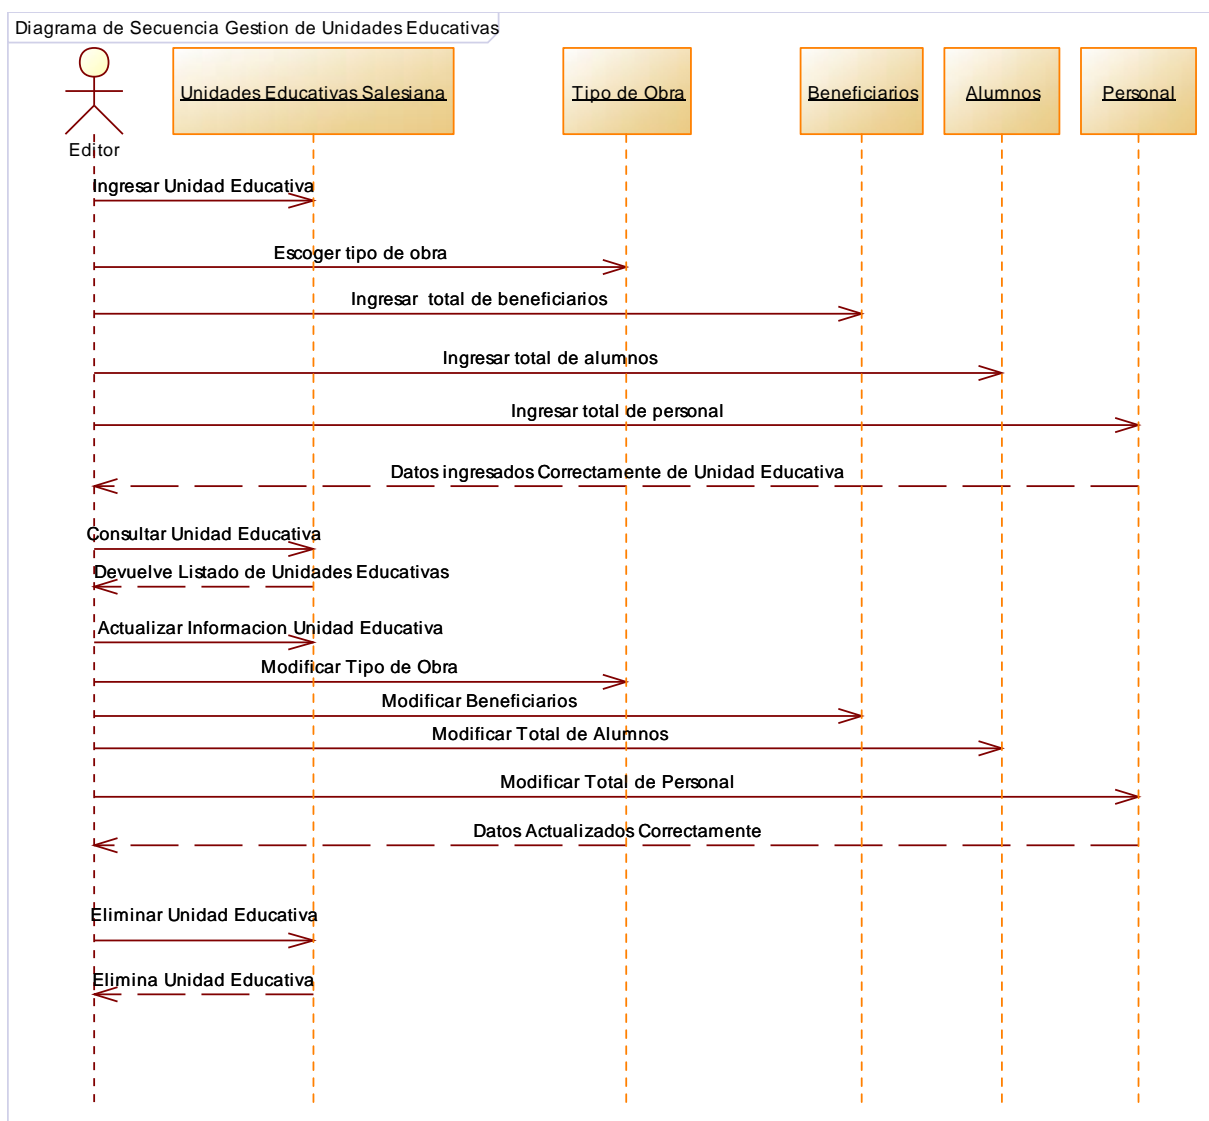 Diagrama de Secuencia Gestion de Unidades Educativas
Unidades Educativas Salesiana
Tipo de Obra
Beneficiarios
Alumnos
Personal
Editor
Ingresar Unidad Educativa
Escoger tipo de obra
Ingresar  total de beneficiarios
Ingresar total de alumnos
Ingresar total de personal
Datos ingresados Correctamente de Unidad Educativa
Consultar Unidad Educativa
Devuelve Listado de Unidades Educativas
Actualizar Informacion Unidad Educativa
Modificar Tipo de Obra
Modificar Beneficiarios
Modificar Total de Alumnos
Modificar Total de Personal
Datos Actualizados Correctamente
Eliminar Unidad Educativa
Elimina Unidad Educativa